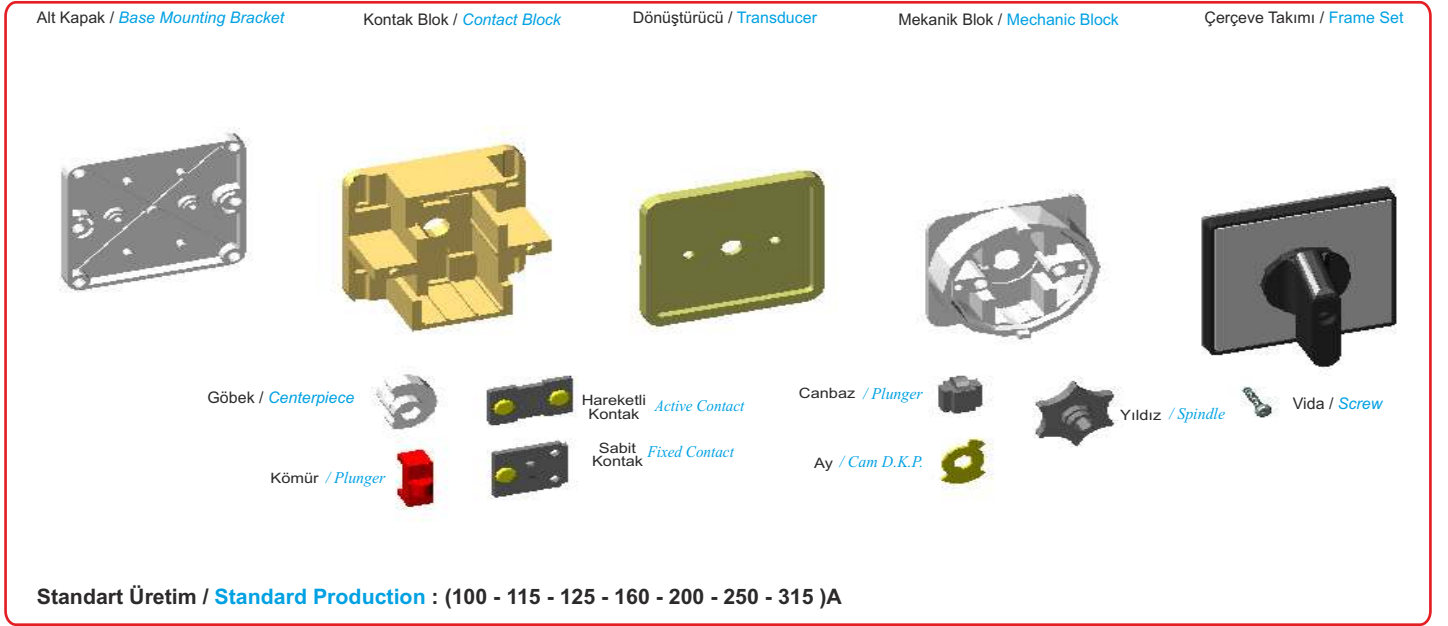 Alt Kapak / Base Mounting Bracket
Kontak Blok / Contact Block
Dönüştürücü / Transducer
Mekanik Blok / Mechanic Block
Çerçeve Takımı / Frame Set
Göbek / Centerpiece
Hareketli
Kontak Active Contact
Canbaz / Plunger
Yıldız / Spindle
Vida / Screw
Kömür / Plunger
Sabit
Kontak Fixed Contact
Ay / Cam D.K.P.
Standart Üretim / Standard Production : (100 - 115 - 125 - 160 - 200 - 250 - 315 )A